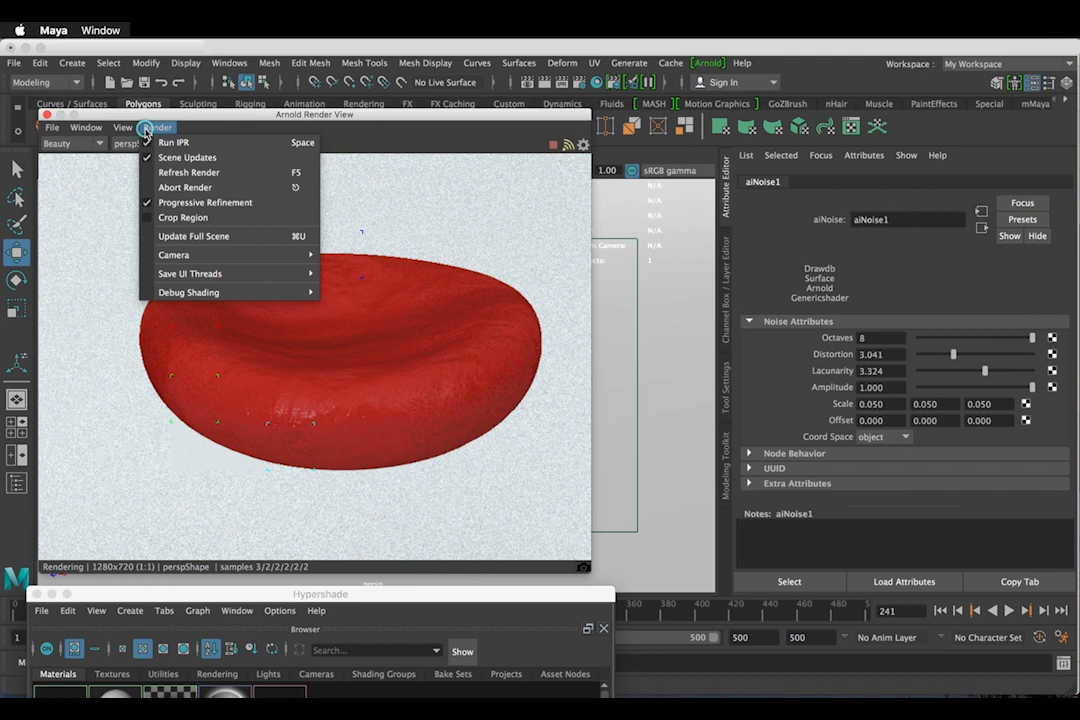 Maya Window
File Edit Create Select Modify Display Windows Mesh Edit Mesh Mesh Tools Mesh Display Curves Surfaces Deform UV Generate Cache [Arnold] Help Workspace : My Workspace
Modeling No Live Surface Sign In
Curves / Surfaces Polygons Sculpting Rigging Animation Rendering FX FX Caching Custom Dynamics Fluids MASH Motion Graphics GoZBrush nHair Muscle PaintEffects Special mMaya
Arnold Render View
File Window View Render
Beauty
Run IPR Space
Scene Updates
Refresh Render F5
Abort Render
Progressive Refinement
Crop Region
Update Full Scene ⌘U
Camera
Save UI Threads
Debug Shading
1.00 sRGB gamma
N/A
N/A
N/A
N/A
Camera: N/A
1
Attribute Editor
Channel Box / Layer Editor
Tool Settings
Modeling Toolkit
List Selected Focus Attributes Show Help
aiNoise1
aiNoise: aiNoise1
Focus
Presets
Show Hide
Drawdb
Surface
Arnold
Genericshader
Noise Attributes
Octaves 8
Distortion 3.041
Lacunarity 3.324
Amplitude 1.000
Scale 0.050 0.050 0.050
Offset 0.000 0.000 0.000
Coord Space object
Node Behavior
UUID
Extra Attributes
Notes: aiNoise1
Select Load Attributes Copy Tab
Rendering | 1280x720 (1:1) | perspShape | samples 3/2/2/2/2/2
persp
Hypershade
File Edit View Create Tabs Graph Window Options Help
Browser
ON Search... Show
Materials Textures Utilities Rendering Lights Cameras Shading Groups Bake Sets Projects Asset Nodes
0
360 380 400 420 440 460 480 5
241
1
500 500 500 No Anim Layer No Character Set
M